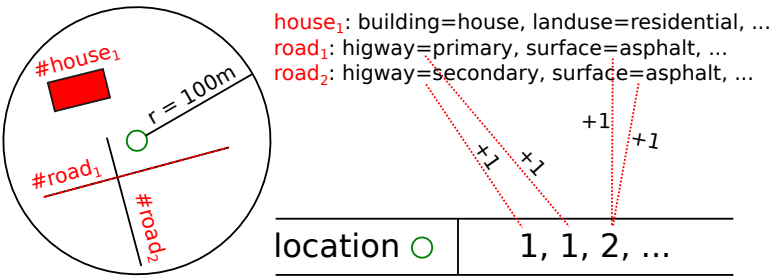 #house₁
r = 100m
#road₁
#road₂
house₁: building=house, landuse=residential, ...
road₁: higway=primary, surface=asphalt, ...
road₂: higway=secondary, surface=asphalt, ...
+1
+1
+1
+1
location
1, 1, 2, ...